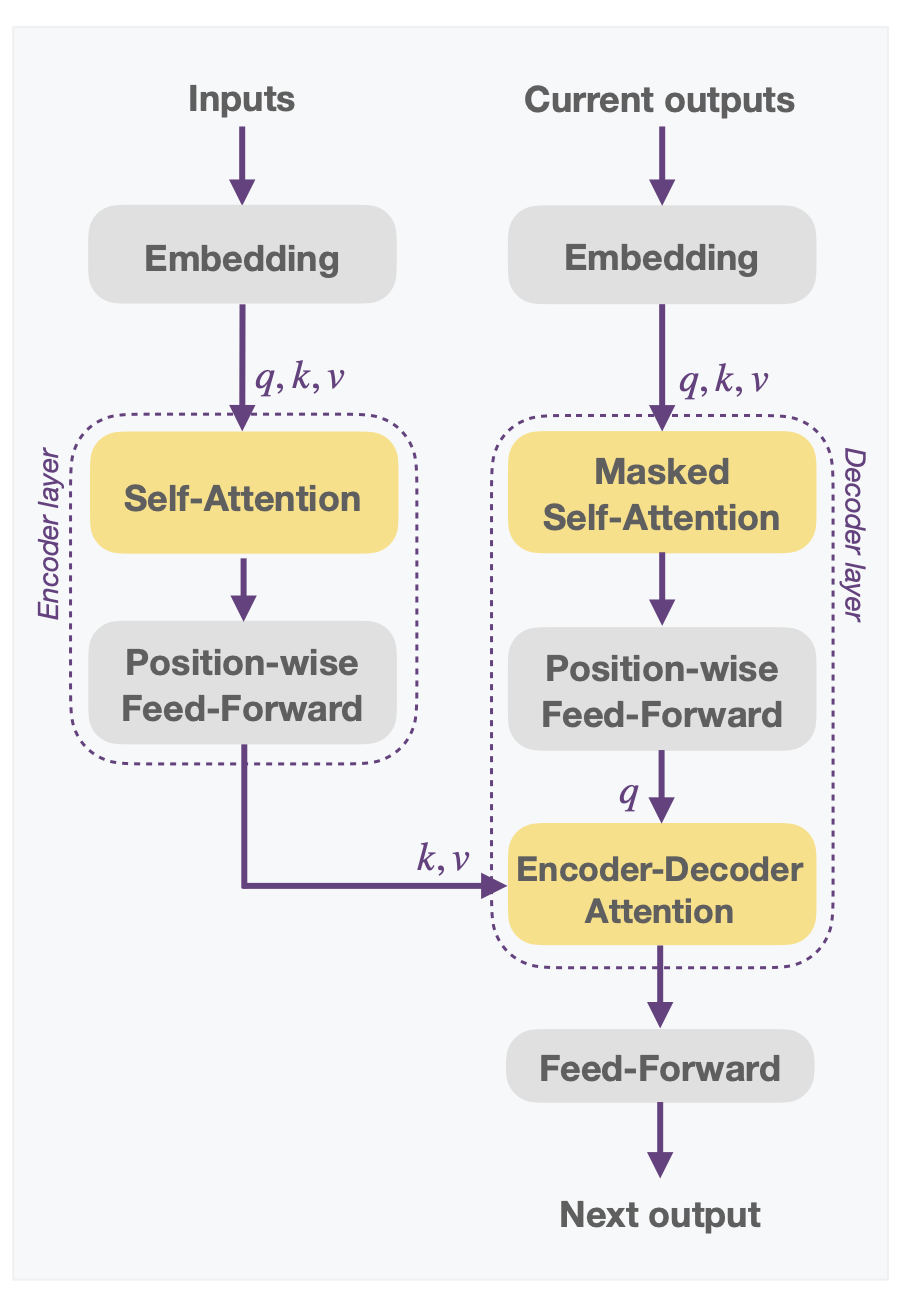 Inputs
Current outputs
Embedding
Embedding
q, k, v
q, k, v
Encoder layer
Self-Attention
Masked
Self-Attention
Decoder layer
Position-wise
Feed-Forward
Position-wise
Feed-Forward
q
k, v
Encoder-Decoder
Attention
Feed-Forward
Next output